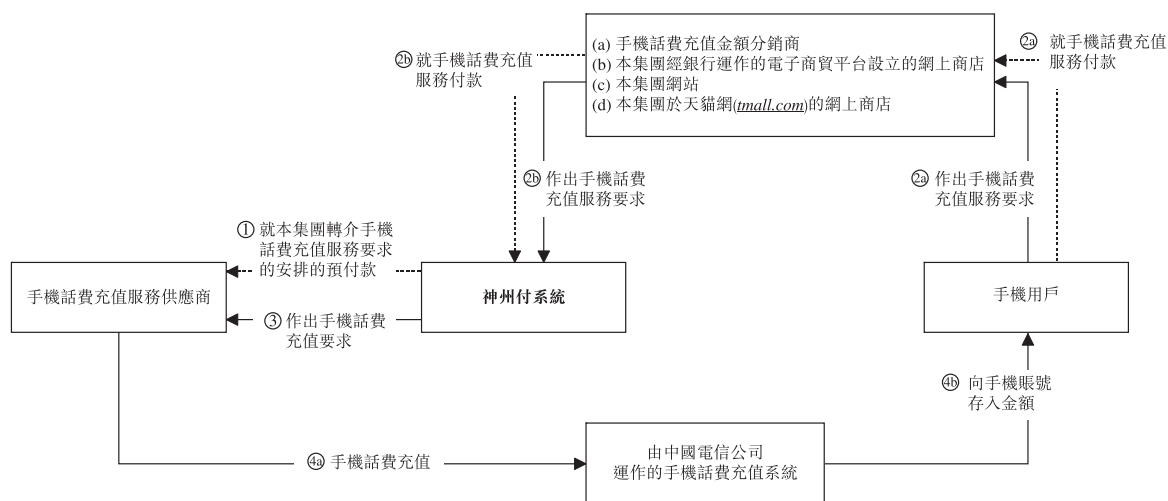 (a) 手機話費充值金額分銷商
(b) 本集團經銀行運作的電子商貿平台設立的網上商店
(c) 本集團網站
(d) 本集團於天貓網(tmall.com)的網上商店
2b 就手機話費充值
服務付款
2a 就手機話費充值
服務付款
2b 作出手機話費
充值服務要求
2a 作出手機話費
充值服務要求
1 就本集團轉介手機
話費充值服務要求
的安排的預付款
手機話費充值服務供應商
神州付系統
手機用戶
3 作出手機話費
充值要求
4b 向手機賬號
存入金額
4a 手機話費充值
由中國電信公司
運作的手機話費充值系統